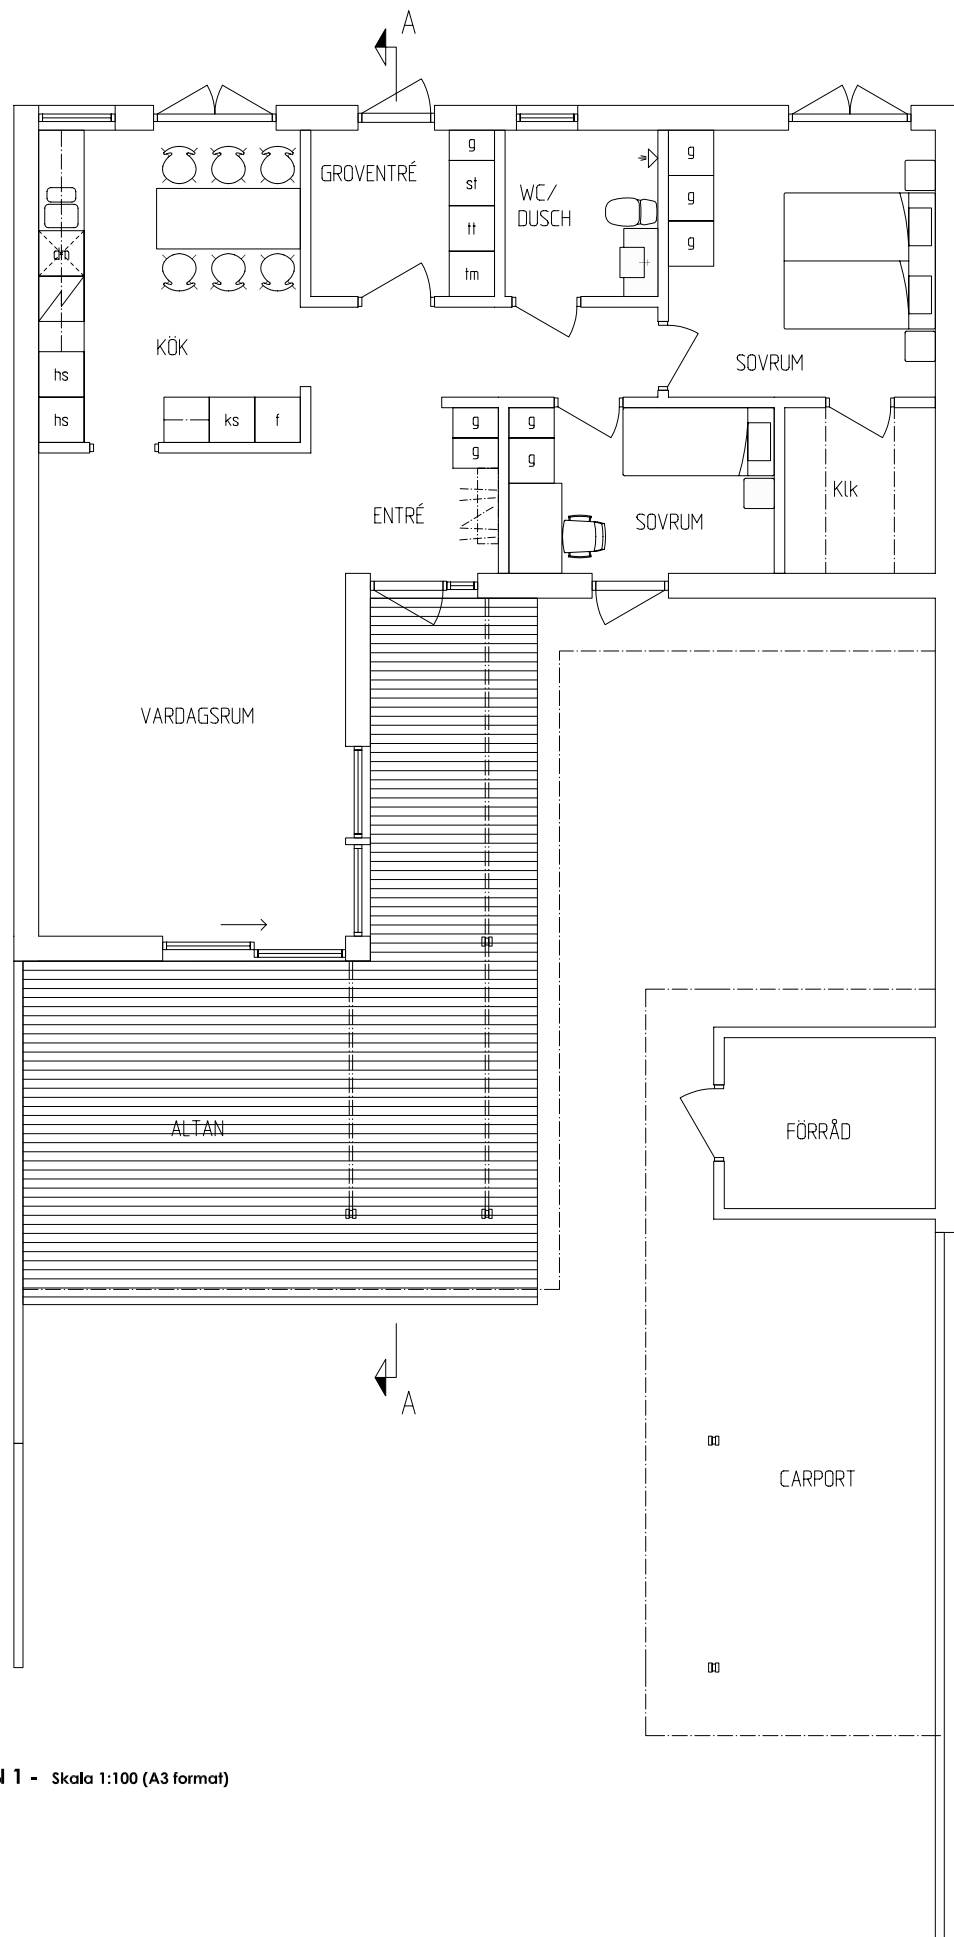 A
GROVENTRÉ
g
st
tt
tm
WC/
DUSCH
g
g
g
dm
KÖK
SOVRUM
hs
hs
ks
f
g
g
g
g
ENTRÉ
SOVRUM
Klk
VARDAGSRUM
ALTAN
FÖRRÅD
A
CARPORT
N 1 - Skala 1:100 (A3 format)